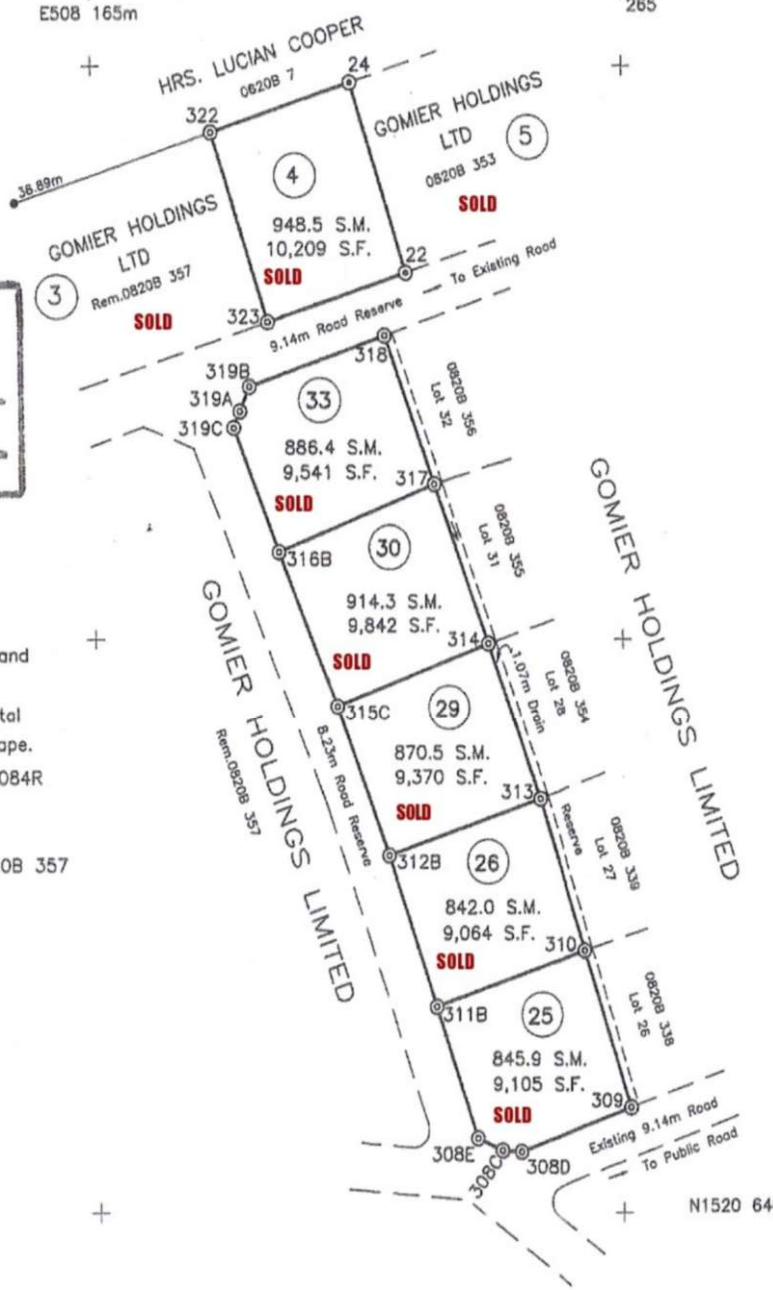 E508 165m
265
HRS. LUCIAN COOPER
0820B 7
24
322
GOMIER HOLDINGS
LTD
5
0820B 353
SOLD
36.89m
4
948.5 S.M.
10,209 S.F.
SOLD
GOMIER HOLDINGS
LTD
3
Rem.0820B 357
SOLD
22
To Existing Road
323
9.14m Road Reserve
318
319B
319A
319C
33
886.4 S.M.
9,541 S.F.
SOLD
0820B 356
Lot 32
317
316B
30
914.3 S.M.
9,842 S.F.
SOLD
0820B 355
Lot 31
GOMIER HOLDINGS LIMITED
GOMIER HOLDINGS LIMITED
Rem.0820B 357
and
tal
ape.
084R
0B 357
314
1.07m Drain
Reserve
0820B 354
Lot 28
315C
8.23m Road Reserve
29
870.5 S.M.
9,370 S.F.
SOLD
313
312B
26
842.0 S.M.
9,064 S.F.
SOLD
0820B 339
Lot 27
310
311B
25
845.9 S.M.
9,105 S.F.
SOLD
0820B 338
Lot 26
309
Existing 9.14m Road
To Public Road
308E
308C
308D
N1520 64